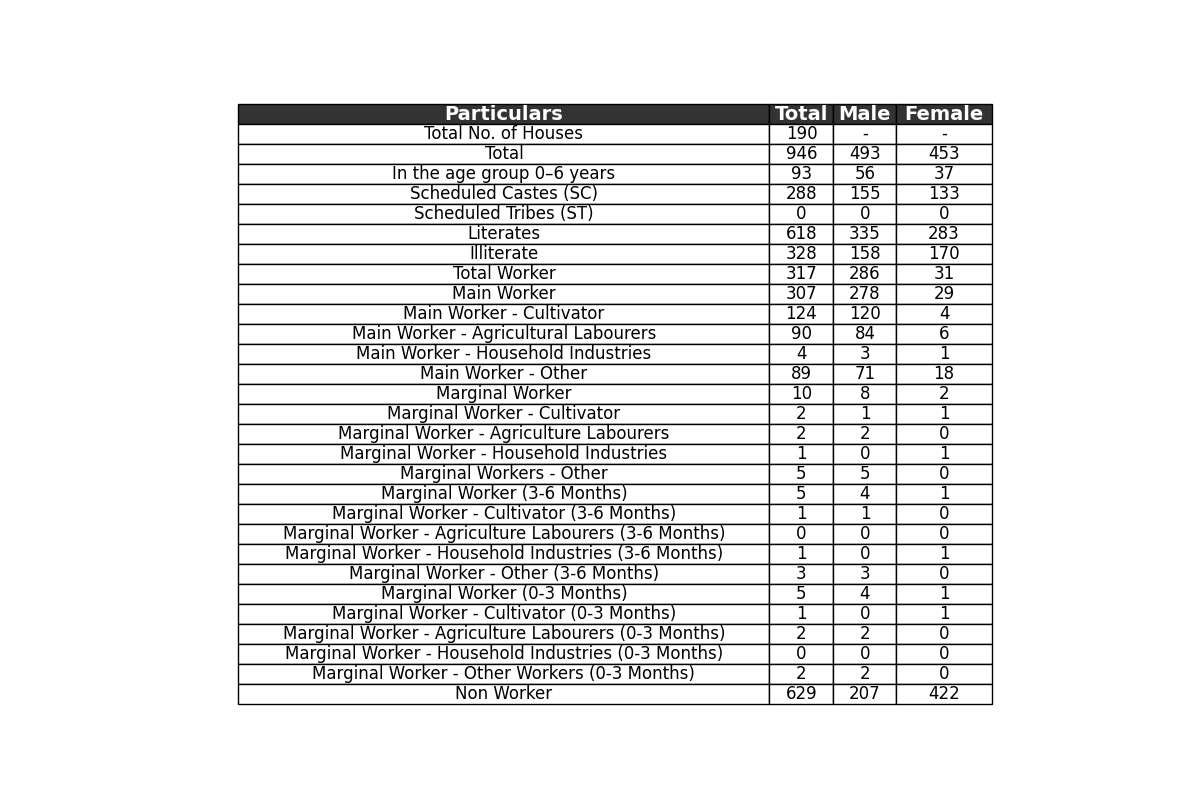 Particulars Total Male Female
Total No. of Houses 190 - -
Total 946 493 453
In the age group 0–6 years 93 56 37
Scheduled Castes (SC) 288 155 133
Scheduled Tribes (ST) 0 0 0
Literates 618 335 283
Illiterate 328 158 170
Total Worker 317 286 31
Main Worker 307 278 29
Main Worker - Cultivator 124 120 4
Main Worker - Agricultural Labourers 90 84 6
Main Worker - Household Industries 4 3 1
Main Worker - Other 89 71 18
Marginal Worker 10 8 2
Marginal Worker - Cultivator 2 1 1
Marginal Worker - Agriculture Labourers 2 2 0
Marginal Worker - Household Industries 1 0 1
Marginal Workers - Other 5 5 0
Marginal Worker (3-6 Months) 5 4 1
Marginal Worker - Cultivator (3-6 Months) 1 1 0
Marginal Worker - Agriculture Labourers (3-6 Months) 0 0 0
Marginal Worker - Household Industries (3-6 Months) 1 0 1
Marginal Worker - Other (3-6 Months) 3 3 0
Marginal Worker (0-3 Months) 5 4 1
Marginal Worker - Cultivator (0-3 Months) 1 0 1
Marginal Worker - Agriculture Labourers (0-3 Months) 2 2 0
Marginal Worker - Household Industries (0-3 Months) 0 0 0
Marginal Worker - Other Workers (0-3 Months) 2 2 0
Non Worker 629 207 422